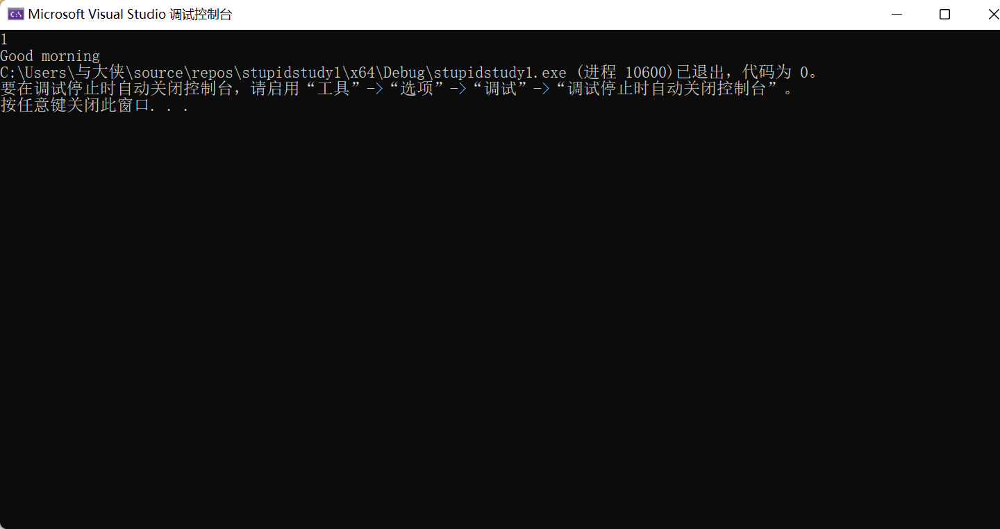 Microsoft Visual Studio 调试控制台
1
Good morning
C:\Users\与大侠\source\repos\stupidstudy1\x64\Debug\stupidstudy1.exe (进程 10600)已退出，代码为 0。
要在调试停止时自动关闭控制台，请启用“工具”->“选项”->“调试”->“调试停止时自动关闭控制台”。
按任意键关闭此窗口. . .